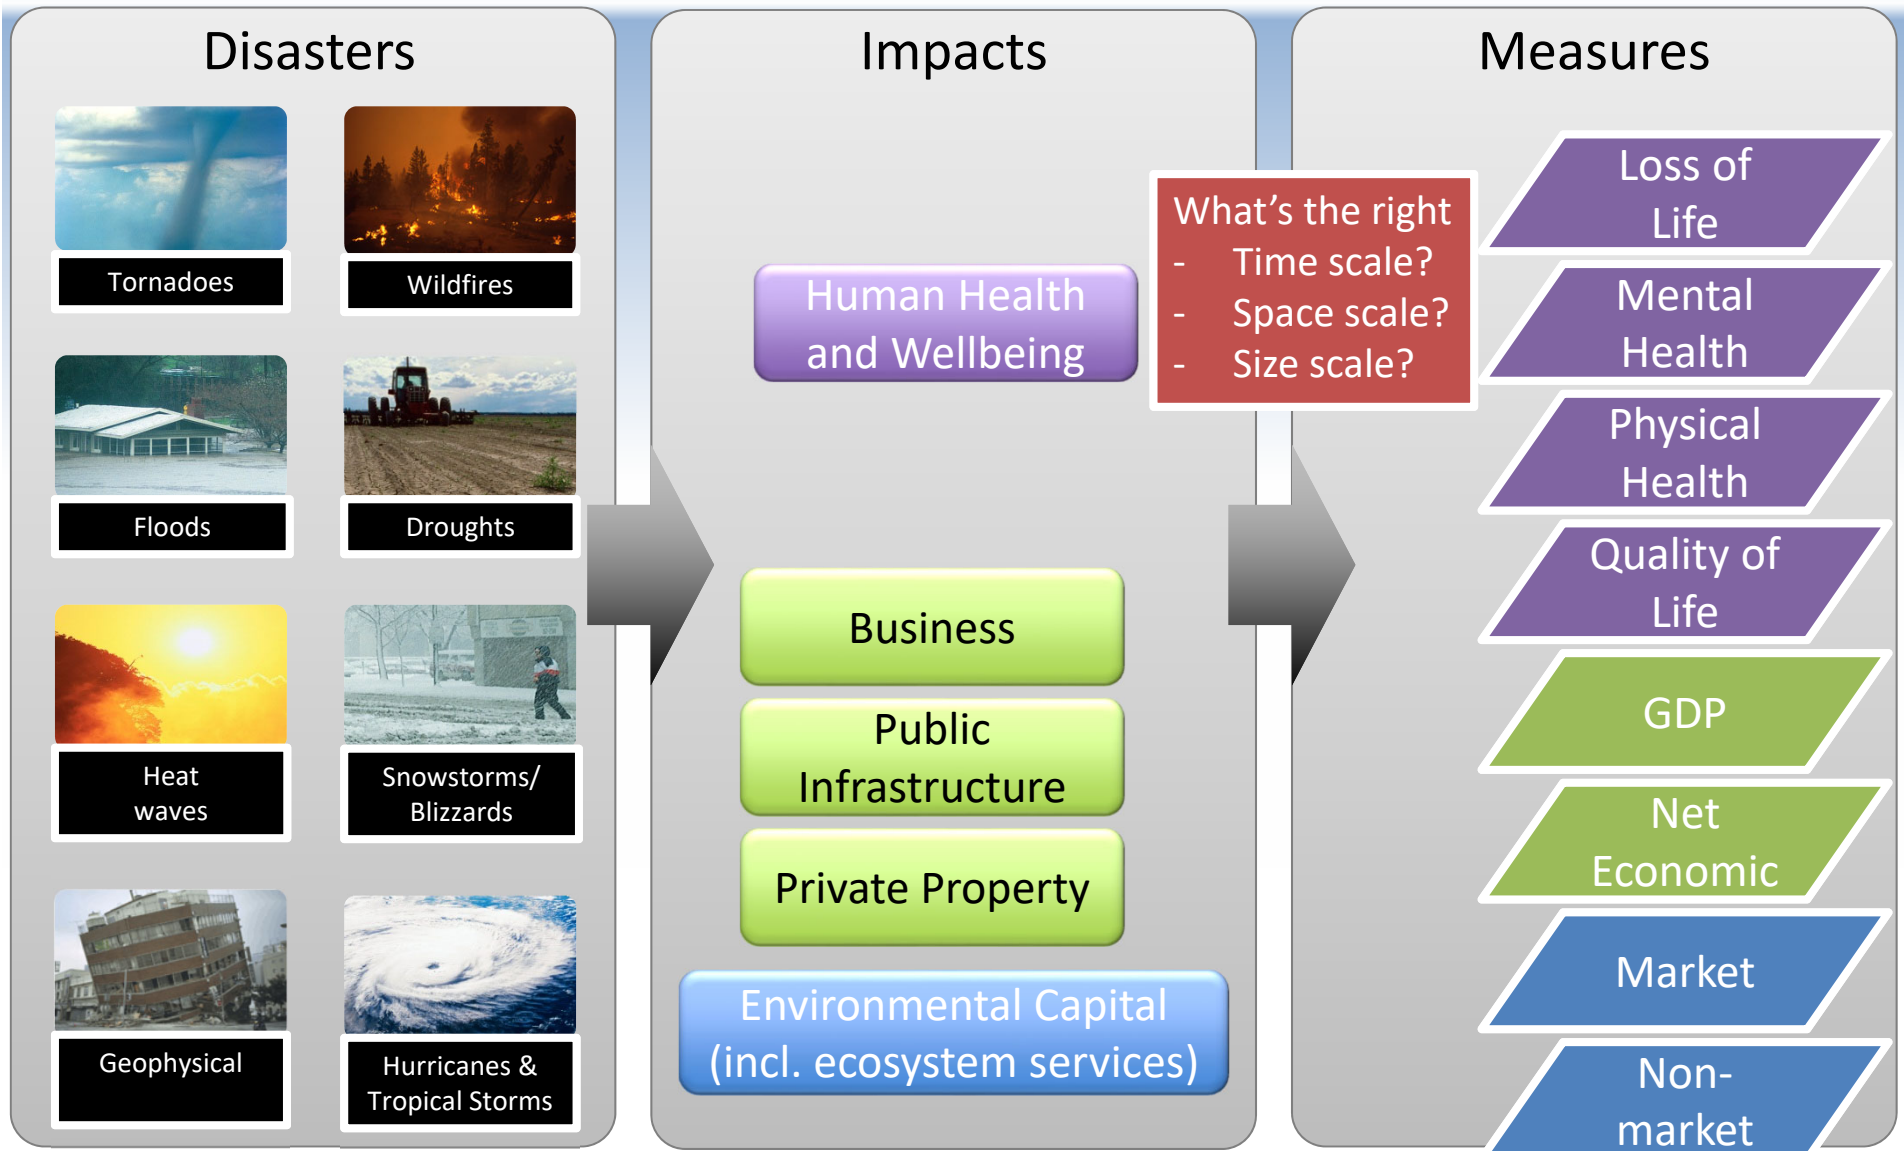 Disasters
Tornadoes
Wildfires
Floods
Droughts
Heat
waves
Snowstorms/
Blizzards
Geophysical
Hurricanes &
Tropical Storms
Impacts
Human Health
and Wellbeing
Business
Public
Infrastructure
Private Property
Environmental Capital
(incl. ecosystem services)
What’s the right
- Time scale?
- Space scale?
- Size scale?
Measures
Loss of
Life
Mental
Health
Physical
Health
Quality of
Life
GDP
Net
Economic
Market
Non-
market